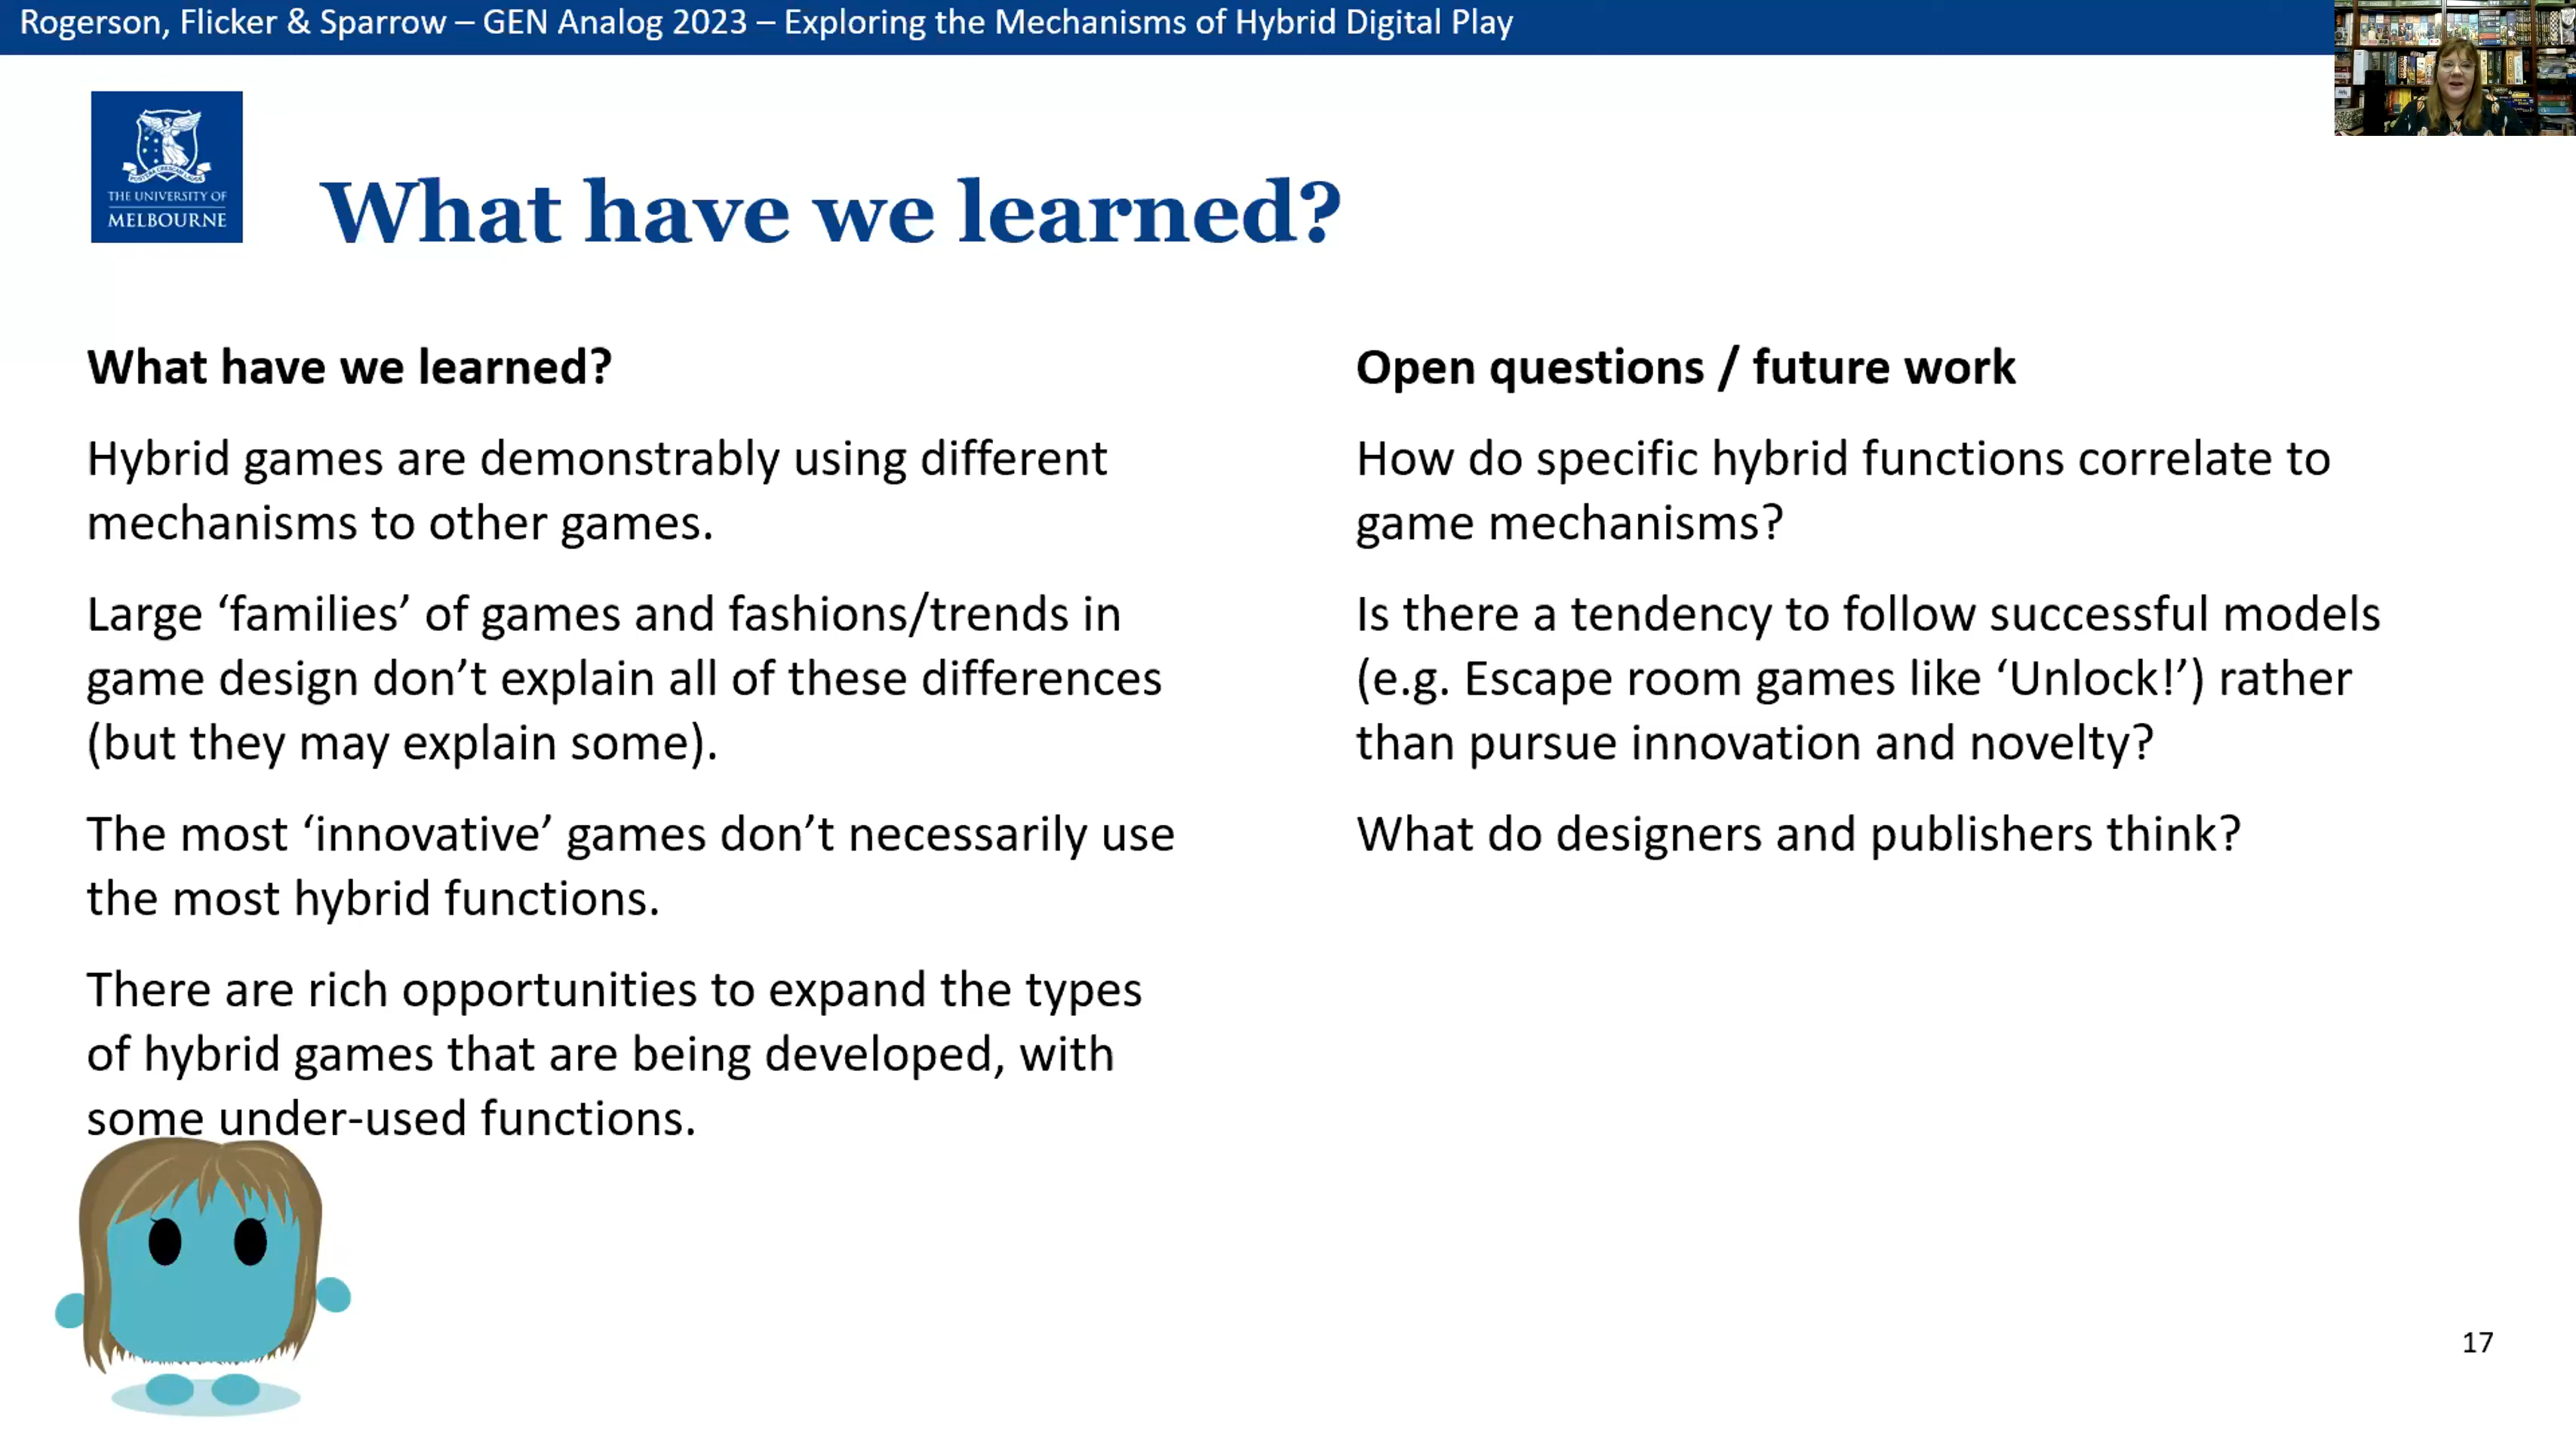 Rogerson, Flicker & Sparrow – GEN Analog 2023 – Exploring the Mechanisms of Hybrid Digital Play
THE UNIVERSITY OF
MELBOURNE
What have we learned?
What have we learned?
Hybrid games are demonstrably using different
mechanisms to other games.
Large ‘families’ of games and fashions/trends in
game design don’t explain all of these differences
(but they may explain some).
The most ‘innovative’ games don’t necessarily use
the most hybrid functions.
There are rich opportunities to expand the types
of hybrid games that are being developed, with
some under-used functions.
Open questions / future work
How do specific hybrid functions correlate to
game mechanisms?
Is there a tendency to follow successful models
(e.g. Escape room games like ‘Unlock!’) rather
than pursue innovation and novelty?
What do designers and publishers think?
17